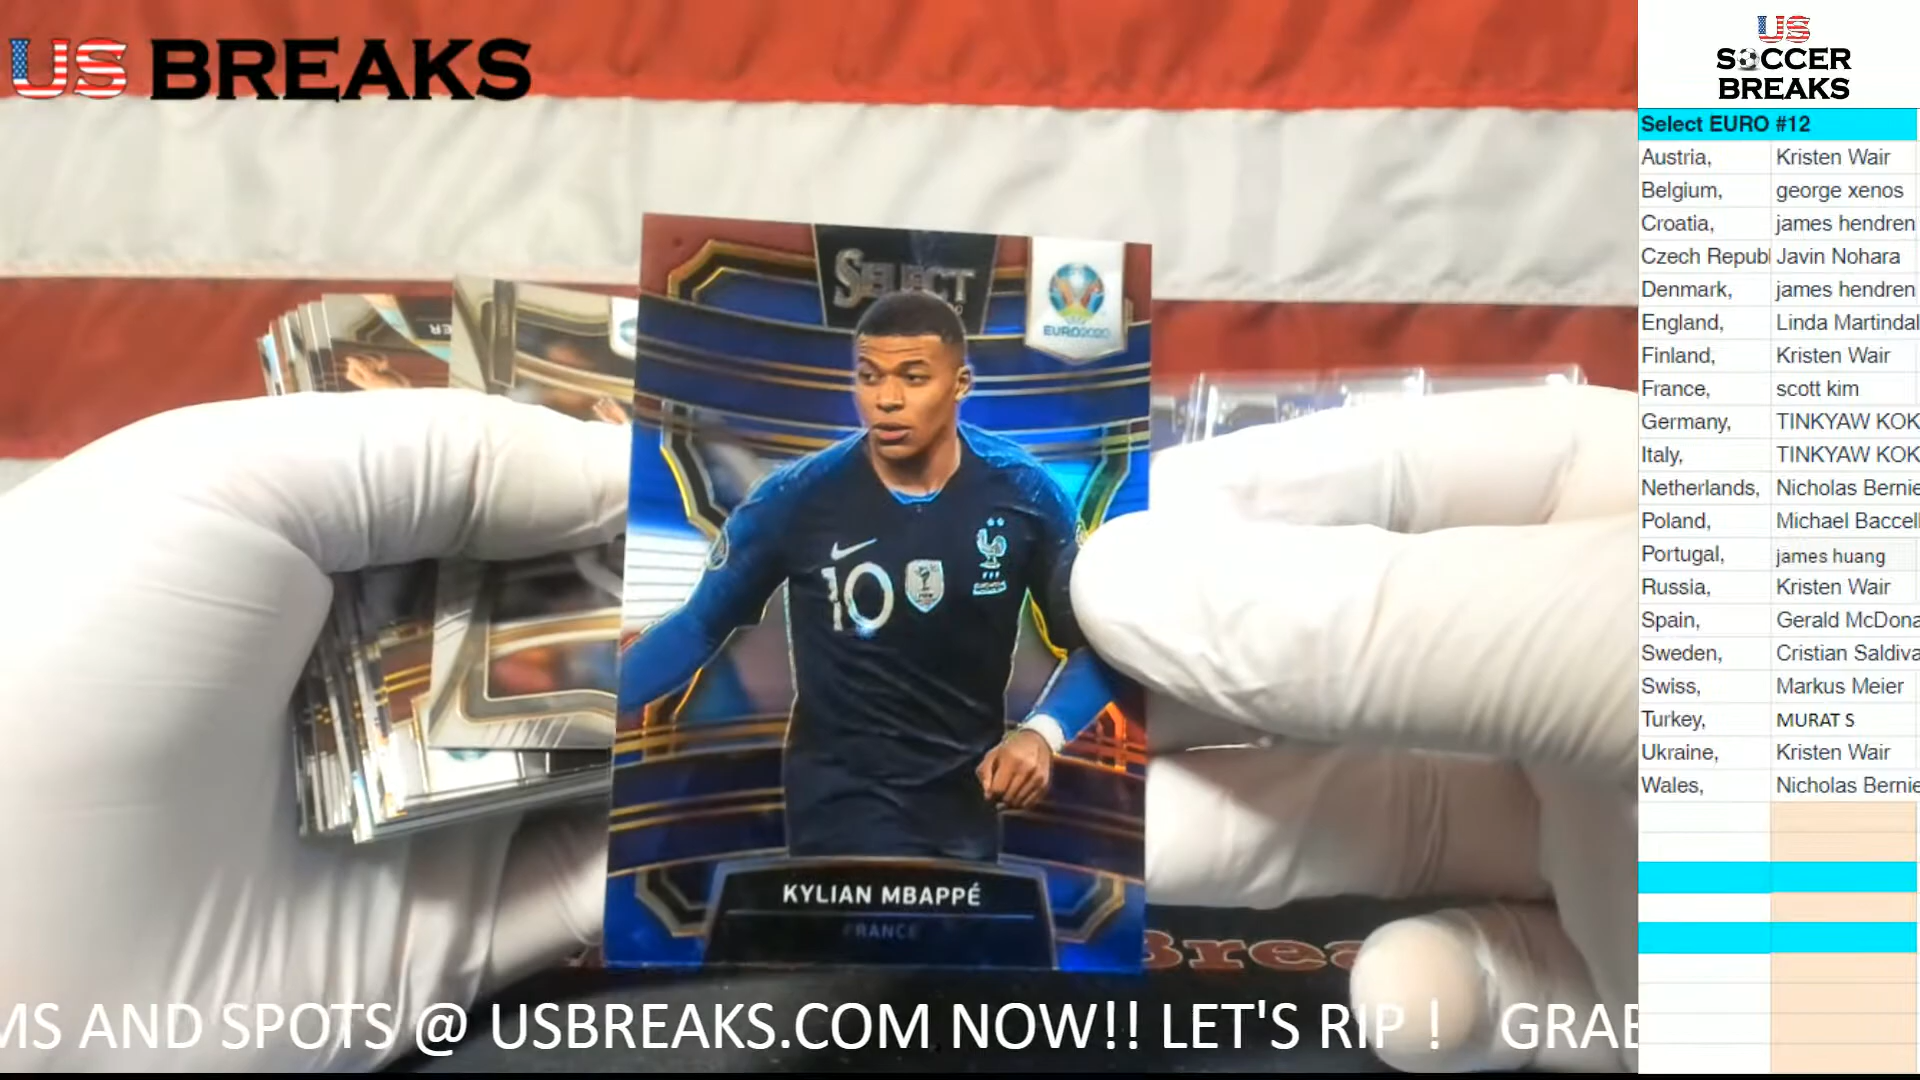 US BREAKS
US
SOCCER
BREAKS
Select EURO #12
Austria, Kristen Wair
Belgium, george xenos
Croatia, james hendren
Czech Republ Javin Nohara
Denmark, james hendren
England, Linda Martindal
Finland, Kristen Wair
France, scott kim
Germany, TINKYAW KOK
Italy, TINKYAW KOK
Netherlands, Nicholas Bernie
Poland, Michael Baccell
Portugal, james huang
Russia, Kristen Wair
Spain, Gerald McDona
Sweden, Cristian Saldiva
Swiss, Markus Meier
Turkey, MURAT S
Ukraine, Kristen Wair
Wales, Nicholas Bernie
SELECT
EURO2020
10
KYLIAN MBAPPÉ
FRANCE
Brea
MS AND SPOTS @ USBREAKS.COM NOW!! LET'S RIP ! GRAB